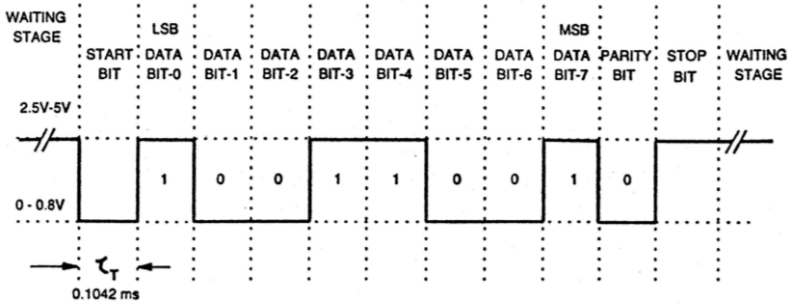 WAITING STAGE
START BIT
LSB DATA BIT-0
DATA BIT-1
DATA BIT-2
DATA BIT-3
DATA BIT-4
DATA BIT-5
DATA BIT-6
MSB DATA BIT-7
PARITY BIT
STOP BIT
WAITING STAGE
2.5V-5V
1 0 0 1 1 0 0 1 0
0 - 0.8V
τT
0.1042 ms